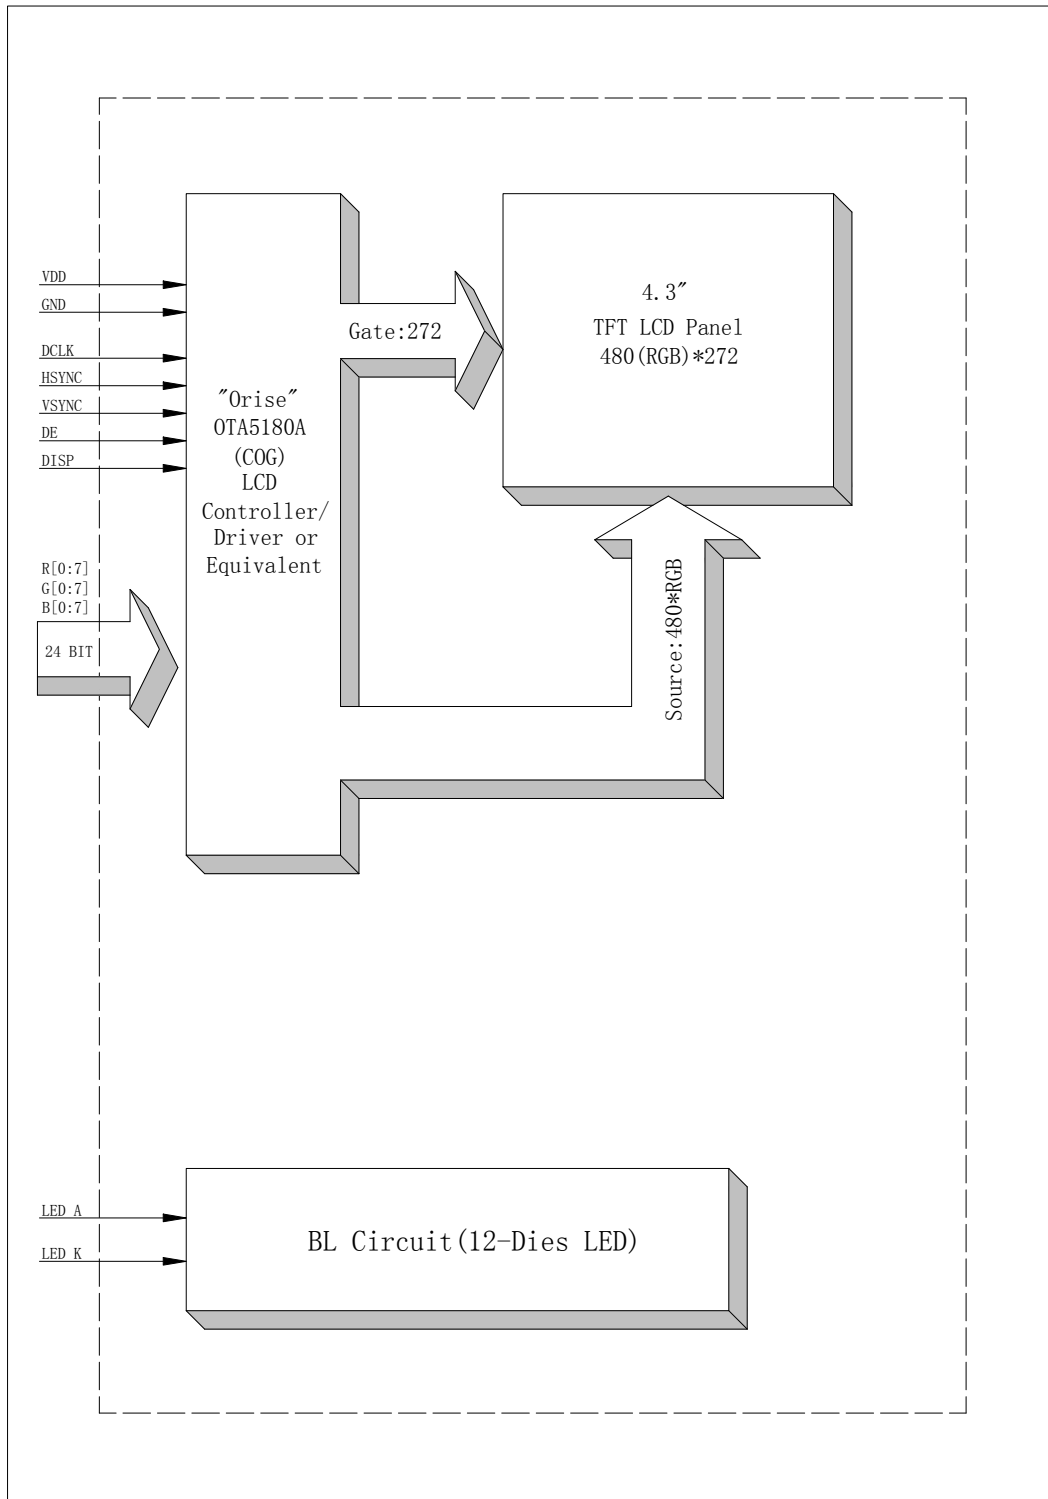 VDD
GND
DCLK
HSYNC
VSYNC
DE
DISP
R[0:7]
G[0:7]
B[0:7]
24 BIT
"Orise"
OTA5180A
(COG)
LCD
Controller/
Driver or
Equivalent
Gate:272
4.3"
TFT LCD Panel
480(RGB)*272
Source:480*RGB
LED A
LED K
BL Circuit(12-Dies LED)